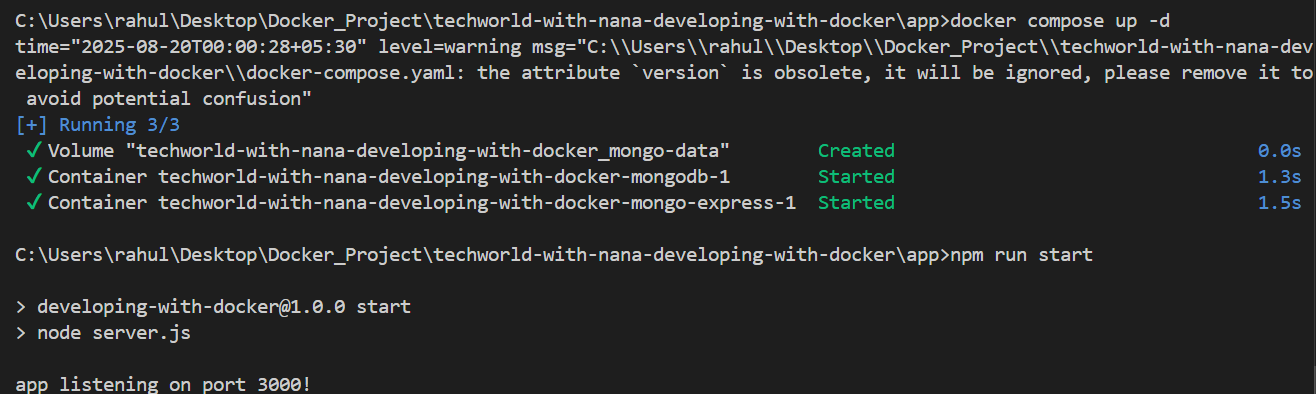 C:\Users\rahul\Desktop\Docker_Project\techworld-with-nana-developing-with-docker\app>docker compose up -d
time="2025-08-20T00:00:28+05:30" level=warning msg="C:\\Users\\rahul\\Desktop\\Docker_Project\\techworld-with-nana-dev
eloping-with-docker\\docker-compose.yaml: the attribute `version` is obsolete, it will be ignored, please remove it to
 avoid potential confusion"
[+] Running 3/3
 ✔ Volume "techworld-with-nana-developing-with-docker_mongo-data"        Created                                 0.0s
 ✔ Container techworld-with-nana-developing-with-docker-mongodb-1        Started                                 1.3s
 ✔ Container techworld-with-nana-developing-with-docker-mongo-express-1  Started                                 1.5s
C:\Users\rahul\Desktop\Docker_Project\techworld-with-nana-developing-with-docker\app>npm run start
> developing-with-docker@1.0.0 start
> node server.js
app listening on port 3000!